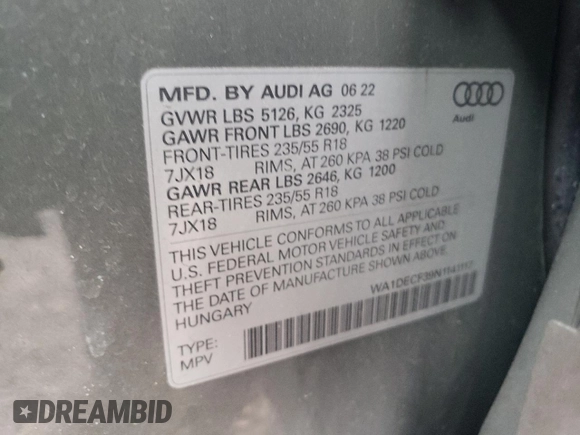 MFD. BY AUDI AG 06 22
GVWR LBS 5126, KG 2325
GAWR FRONT LBS 2690, KG 1220
FRONT-TIRES 235/55 R18
7JX18 RIMS, AT 260 KPA 38 PSI COLD
GAWR REAR LBS 2646, KG 1200
REAR-TIRES 235/55 R18
7JX18 RIMS, AT 260 KPA 38 PSI COLD
THIS VEHICLE CONFORMS TO ALL APPLICABLE
U.S. FEDERAL MOTOR VEHICLE SAFETY AND
THEFT PREVENTION STANDARDS IN EFFECT ON
THE DATE OF MANUFACTURE SHOWN ABOVE.
HUNGARY
WA1DECF39N1141117
TYPE:
MPV
Audi
DREAMBID